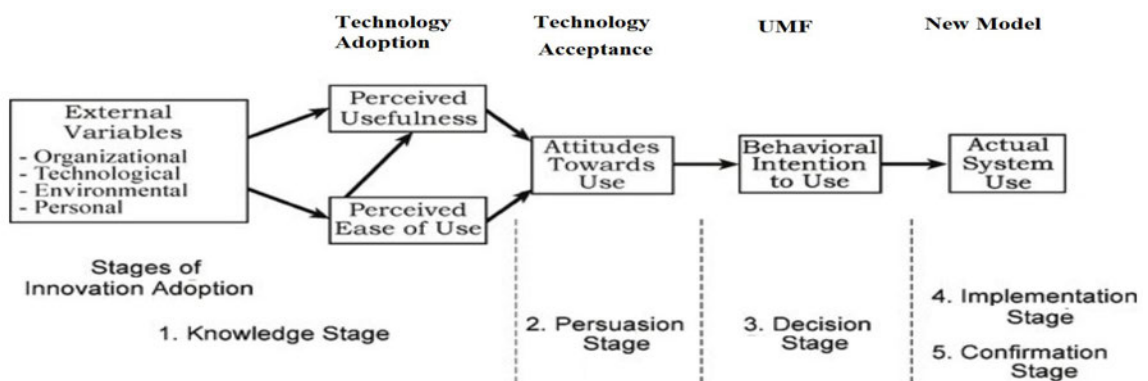 Technology
Adoption
Technology
Acceptance
UMF
New Model
External
Variables
- Organizational
- Technological
- Environmental
- Personal
Perceived
Usefulness
Perceived
Ease of Use
Attitudes
Towards
Use
Behavioral
Intention
to Use
Actual
System
Use
Stages of
Innovation Adoption
1. Knowledge Stage
2. Persuasion
Stage
3. Decision
Stage
4. Implementation
Stage
5. Confirmation
Stage